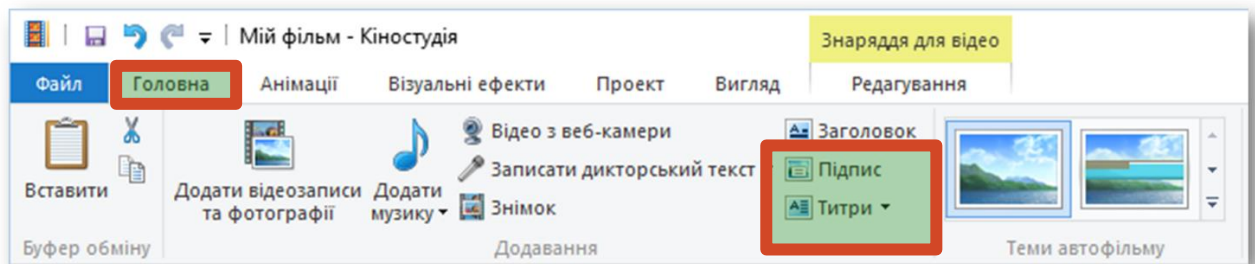 Мій фільм - Кіностудія
Знаряддя для відео
Файл Головна Анімації Візуальні ефекти Проект Вигляд Редагування
Вставити
Додати відеозаписи та фотографії
Додати музику
Відео з веб-камери
Записати дикторський текст
Знімок
Заголовок
Підпис
Титри
Буфер обміну Додавання Теми автофільму